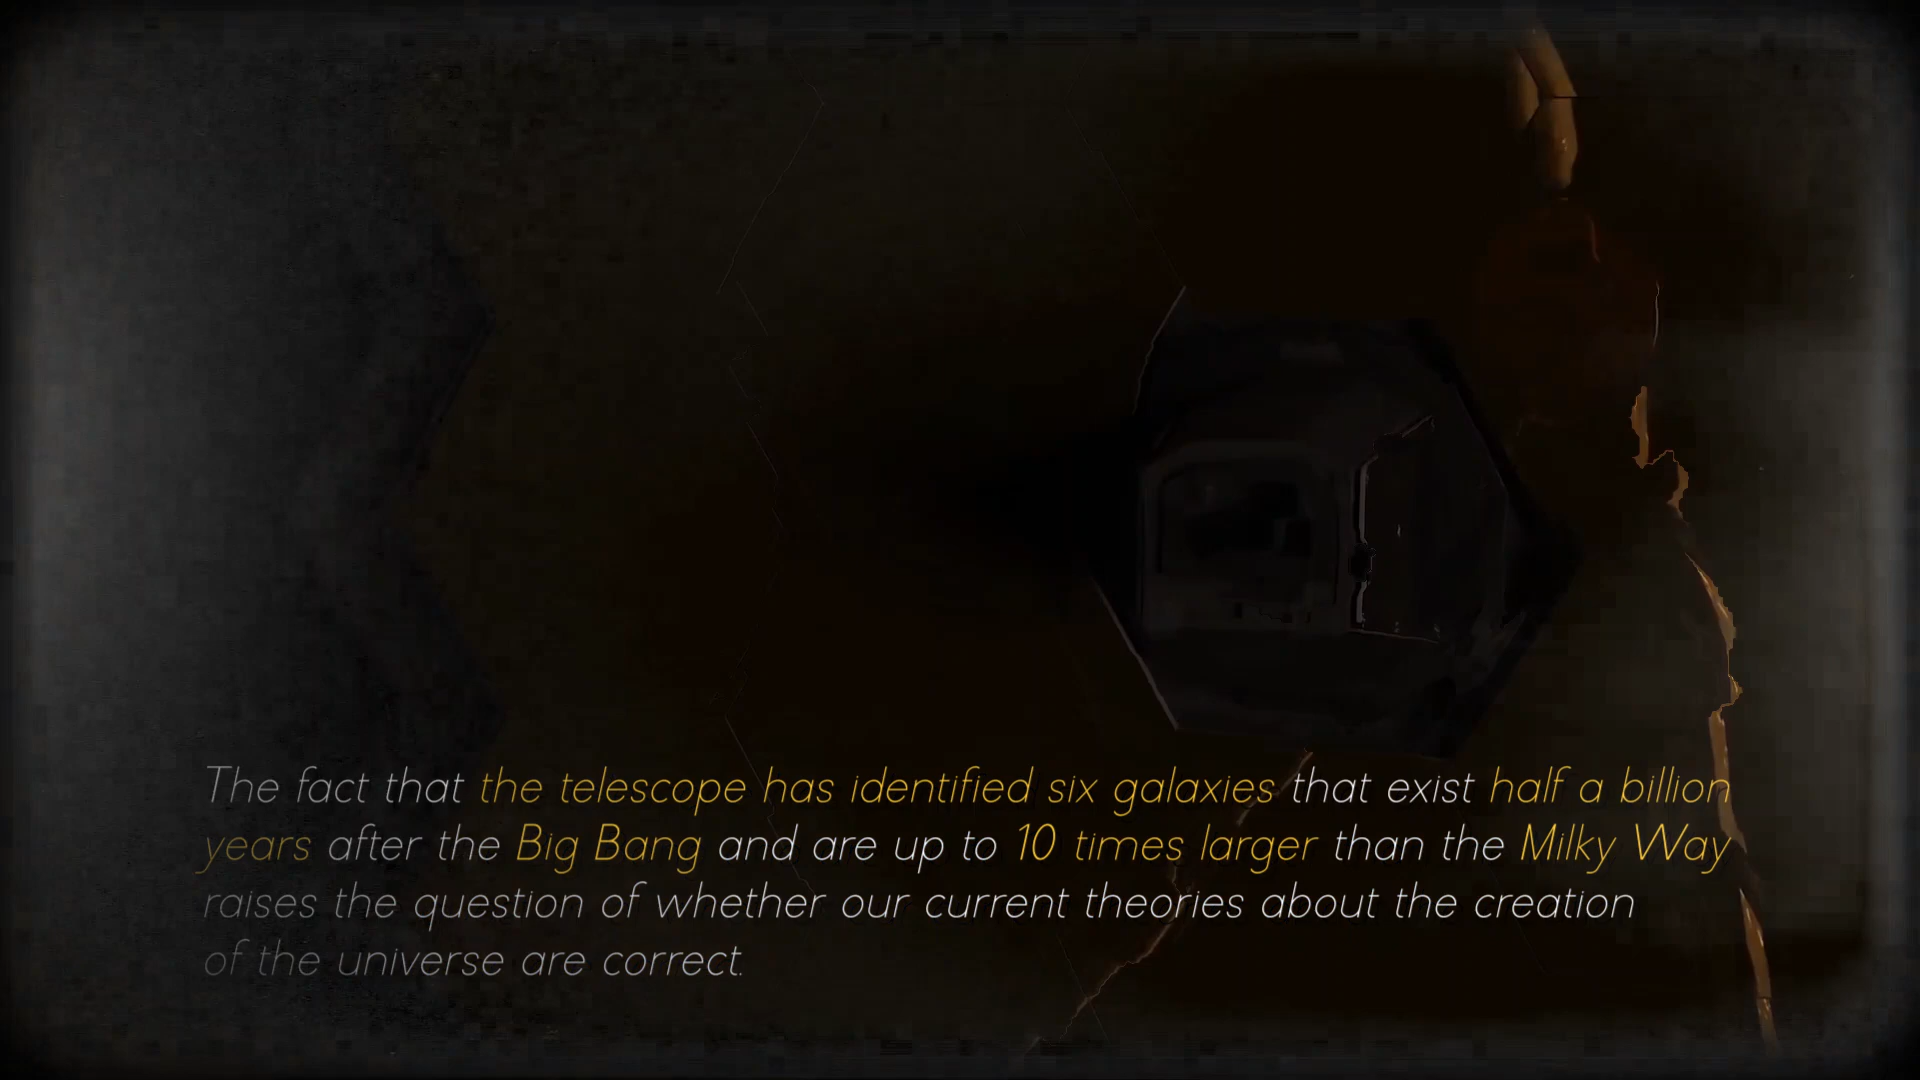 The fact that the telescope has identified six galaxies that exist half a billion
years after the Big Bang and are up to 10 times larger than the Milky Way
raises the question of whether our current theories about the creation
of the universe are correct.